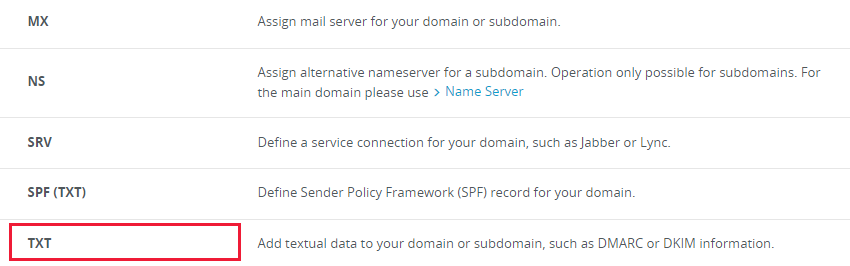 MX Assign mail server for your domain or subdomain.
NS Assign alternative nameserver for a subdomain. Operation only possible for subdomains. For
the main domain please use > Name Server
SRV Define a service connection for your domain, such as Jabber or Lync.
SPF (TXT) Define Sender Policy Framework (SPF) record for your domain.
TXT Add textual data to your domain or subdomain, such as DMARC or DKIM information.